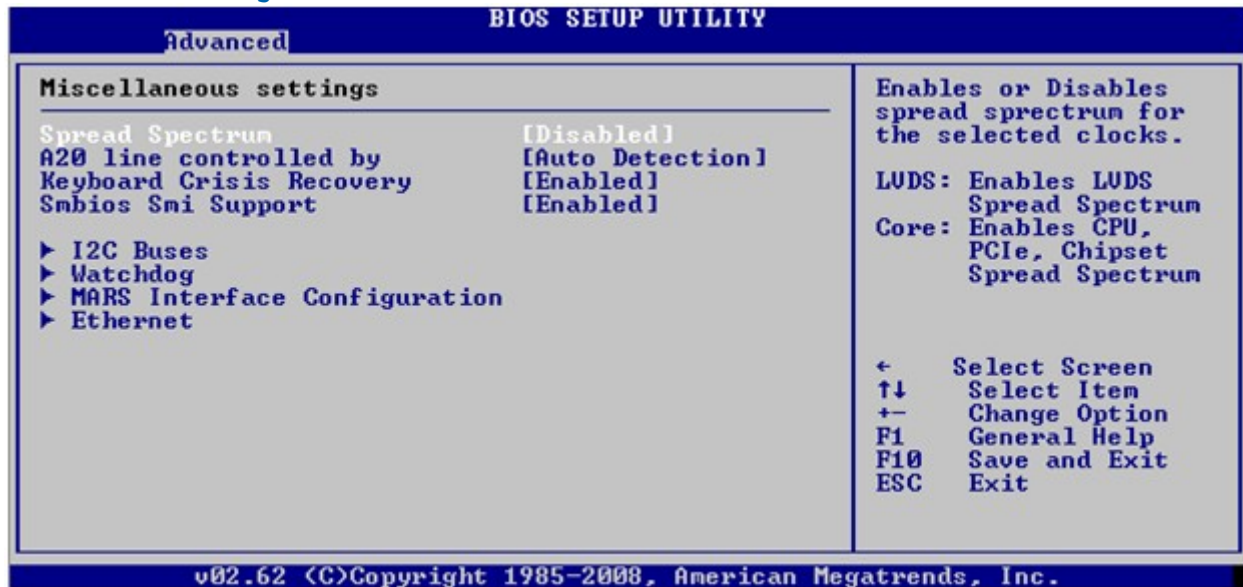 BIOS SETUP UTILITY
Advanced
Miscellaneous settings
Spread Spectrum [Disabled]
A20 line controlled by [Auto Detection]
Keyboard Crisis Recovery [Enabled]
Smbios Smi Support [Enabled]
► I2C Buses
► Watchdog
► MARS Interface Configuration
► Ethernet
Enables or Disables
spread sprectrum for
the selected clocks.
LVDS: Enables LVDS
Spread Spectrum
Core: Enables CPU,
PCIe, Chipset
Spread Spectrum
← Select Screen
↑↓ Select Item
+- Change Option
F1 General Help
F10 Save and Exit
ESC Exit
v02.62 (C)Copyright 1985-2008, American Megatrends, Inc.